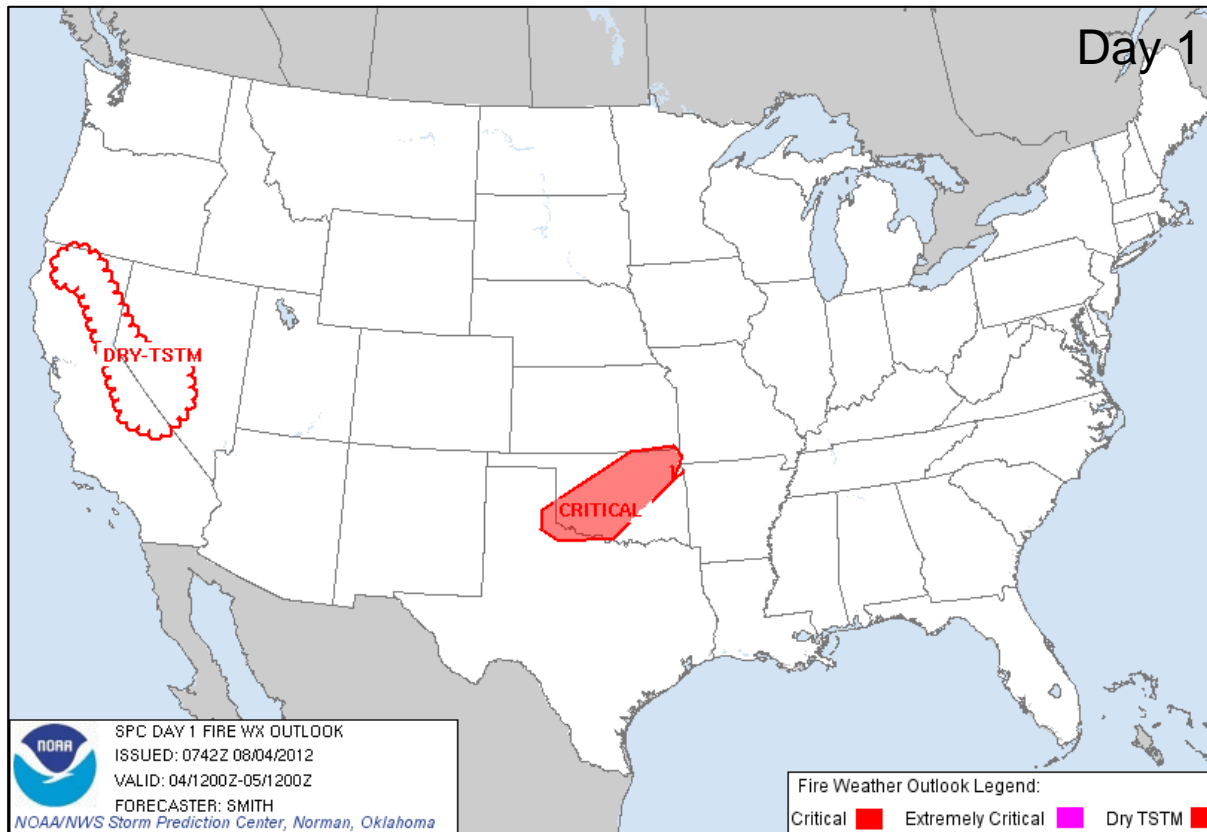 Day 1
DRY-TSTM
CRITICAL
SPC DAY 1 FIRE WX OUTLOOK
ISSUED: 0742Z 08/04/2012
VALID: 04/1200Z-05/1200Z
FORECASTER: SMITH
NOAA/NWS Storm Prediction Center, Norman, Oklahoma
NOAA
Fire Weather Outlook Legend:
Critical Extremely Critical Dry TSTM